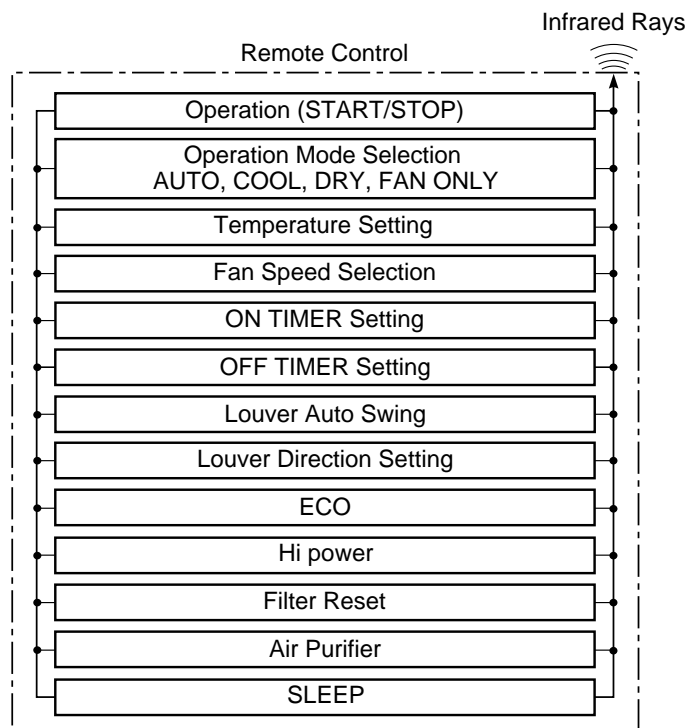 Infrared Rays
Remote Control
Operation (START/STOP)
Operation Mode Selection
AUTO, COOL, DRY, FAN ONLY
Temperature Setting
Fan Speed Selection
ON TIMER Setting
OFF TIMER Setting
Louver Auto Swing
Louver Direction Setting
ECO
Hi power
Filter Reset
Air Purifier
SLEEP